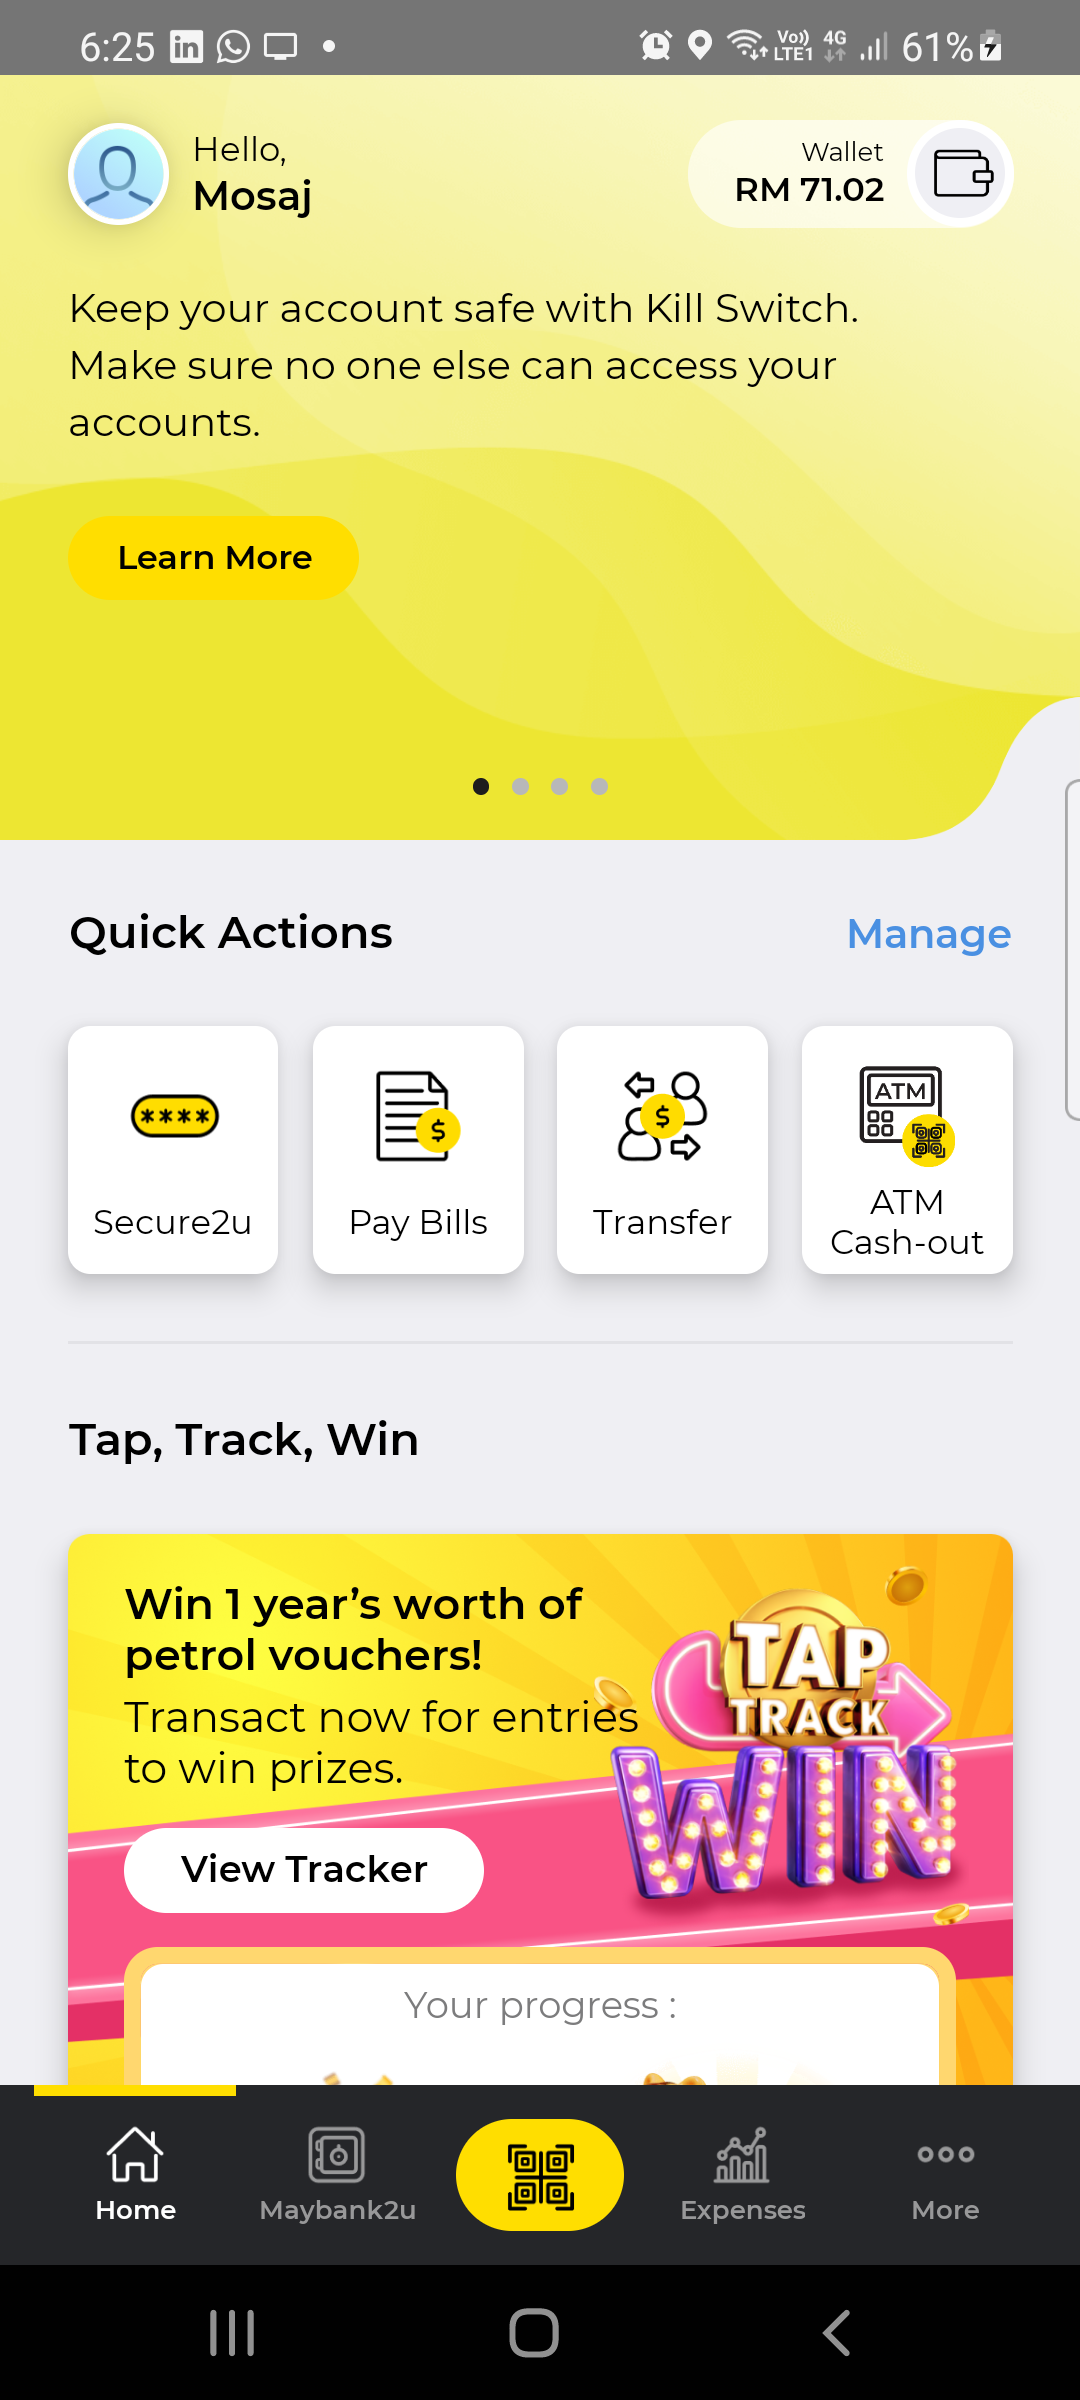 6:25
Vo))
LTE1
4G
61%
Hello,
Mosaj
Wallet
RM 71.02
Keep your account safe with Kill Switch.
Make sure no one else can access your
accounts.
Learn More
Quick Actions
Manage
****
Secure2u
$
Pay Bills
$
Transfer
ATM
ATM
Cash-out
Tap, Track, Win
Win 1 year’s worth of
petrol vouchers!
Transact now for entries
to win prizes.
TAP
TRACK
WIN
View Tracker
Your progress :
Home
Maybank2u
Expenses
More